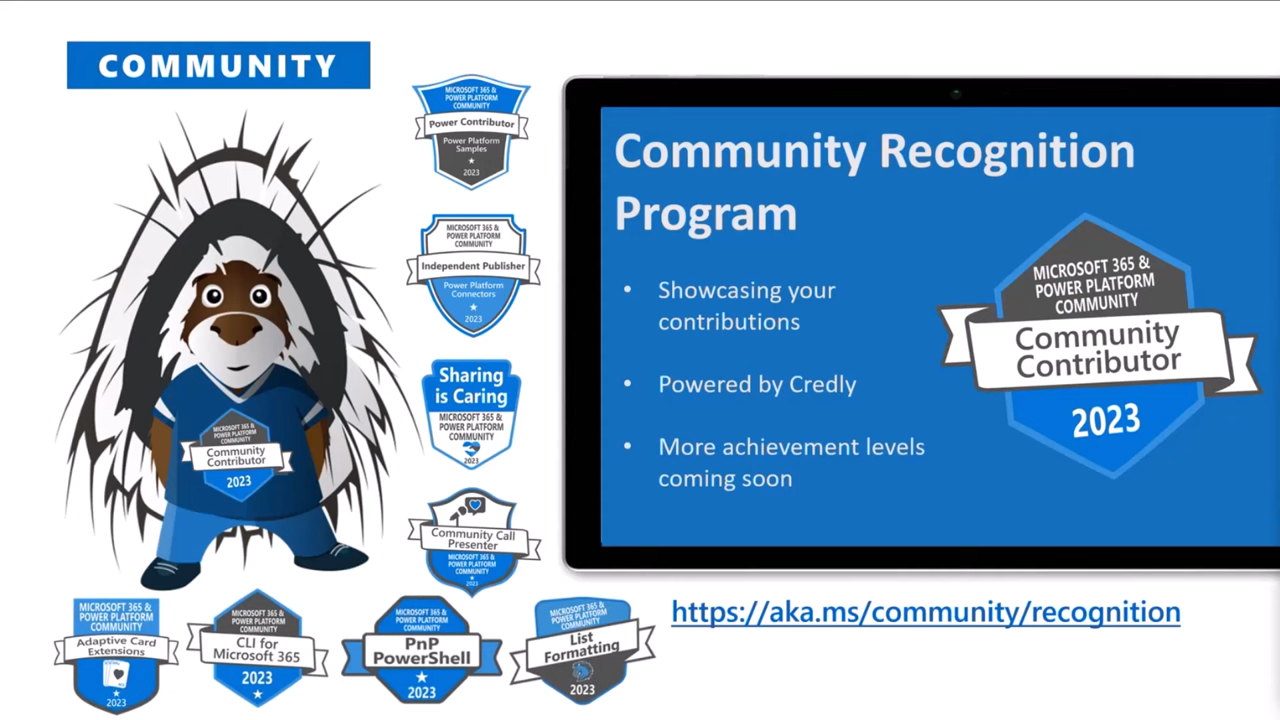 COMMUNITY
MICROSOFT 365 &
POWER PLATFORM
COMMUNITY
Power Contributor
Power Platform
Samples
2023
MICROSOFT 365 &
POWER PLATFORM
COMMUNITY
Independent Publisher
Power Platform
Connectors
2023
Sharing
is Caring
MICROSOFT 365 &
POWER PLATFORM
COMMUNITY
2023
Community Call
Presenter
MICROSOFT 365 &
POWER PLATFORM
COMMUNITY
2023
MICROSOFT 365 &
POWER PLATFORM
COMMUNITY
Community
Contributor
2023
MICROSOFT 365 &
POWER PLATFORM
COMMUNITY
Adaptive Card
Extensions
2023
MICROSOFT 365 &
POWER PLATFORM
COMMUNITY
CLI for
Microsoft 365
2023
MICROSOFT 365 &
POWER PLATFORM
COMMUNITY
PnP
PowerShell
2023
MICROSOFT 365 &
POWER PLATFORM
COMMUNITY
List
Formatting
2023
Community Recognition
Program
• Showcasing your
contributions
• Powered by Credly
• More achievement levels
coming soon
MICROSOFT 365 &
POWER PLATFORM
COMMUNITY
Community
Contributor
2023
https://aka.ms/community/recognition